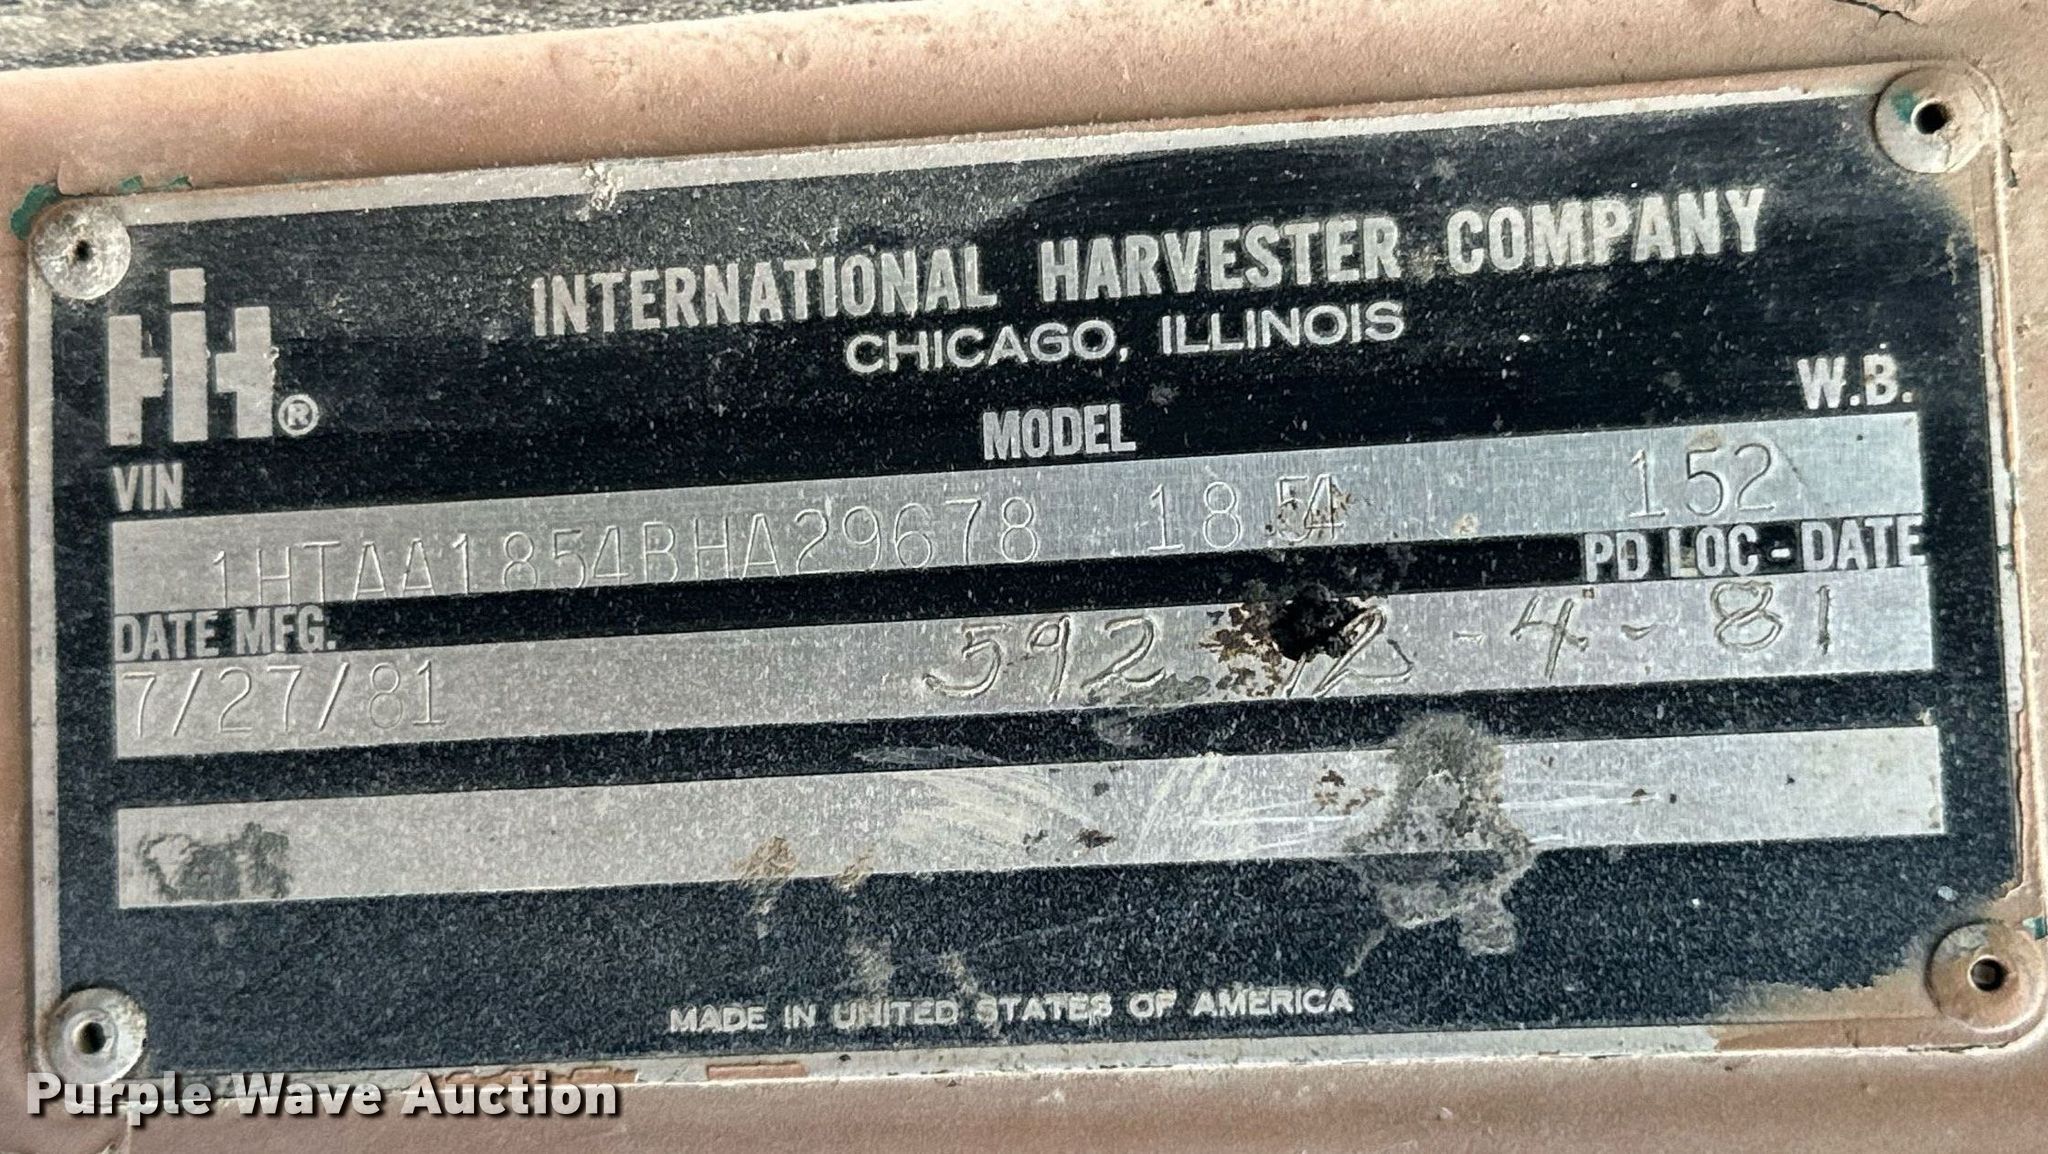 INTERNATIONAL HARVESTER COMPANY
IH ®
CHICAGO, ILLINOIS
VIN MODEL W.B.
1HTAA1854BHA29678 1854 152
DATE MFG. PD LOC-DATE
7/27/81 592 12-4-81
MADE IN UNITED STATES OF AMERICA
Purple Wave Auction